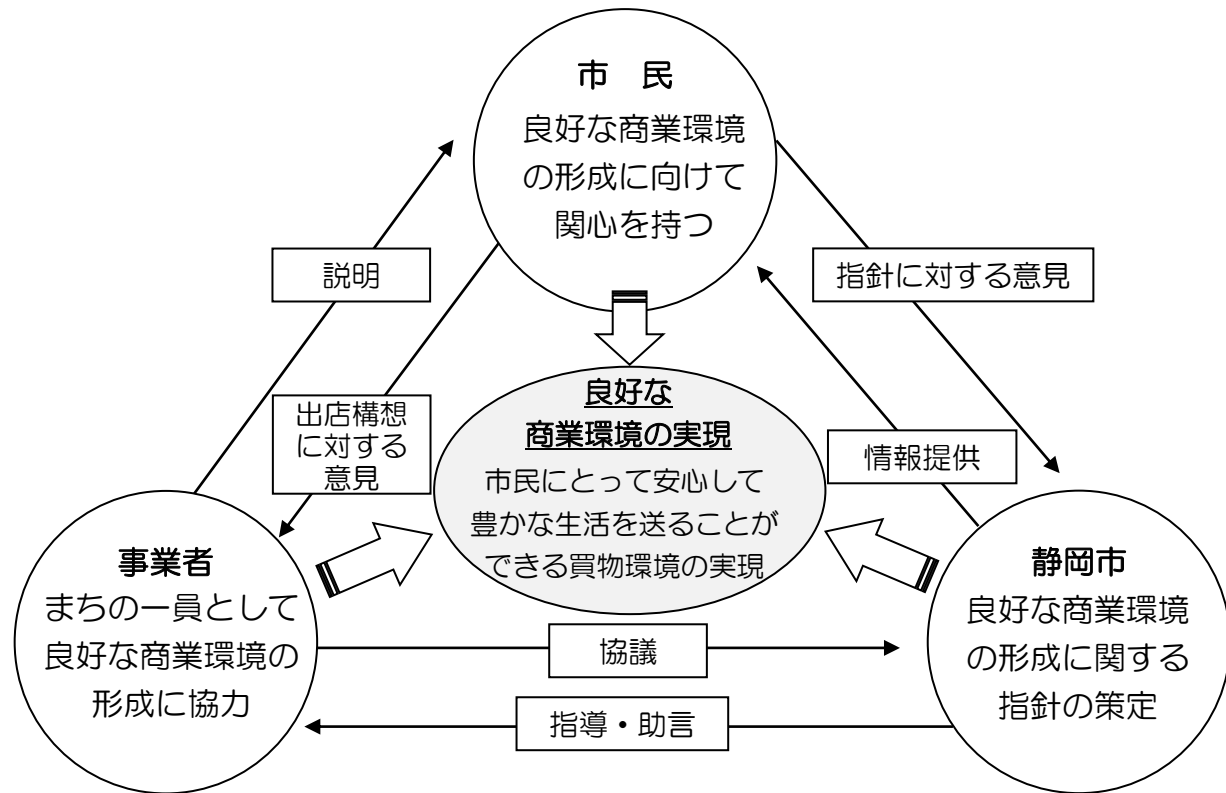 市　民
良好な商業環境
の形成に向けて
関心を持つ
説明
指針に対する意見
出店構想
に対する
意見
情報提供
良好な
商業環境の実現
市民にとって安心して
豊かな生活を送ることが
できる買物環境の実現
事業者
まちの一員として
良好な商業環境の
形成に協力
静岡市
良好な商業環境
の形成に関する
指針の策定
協議
指導・助言